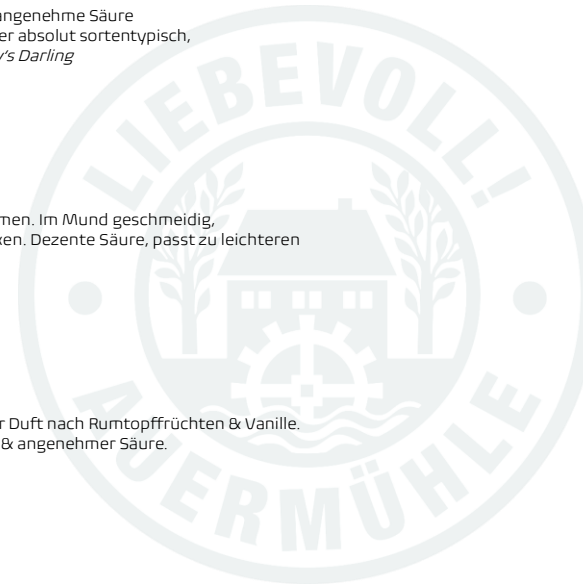 angenehme Säure
er absolut sortentypisch,
y's Darling
LIEBEVOLL!
men. Im Mund geschmeidig,
ken. Dezente Säure, passt zu leichteren
r Duft nach Rumtopffrüchten & Vanille.
& angenehmer Säure.
AUERMÜHLE